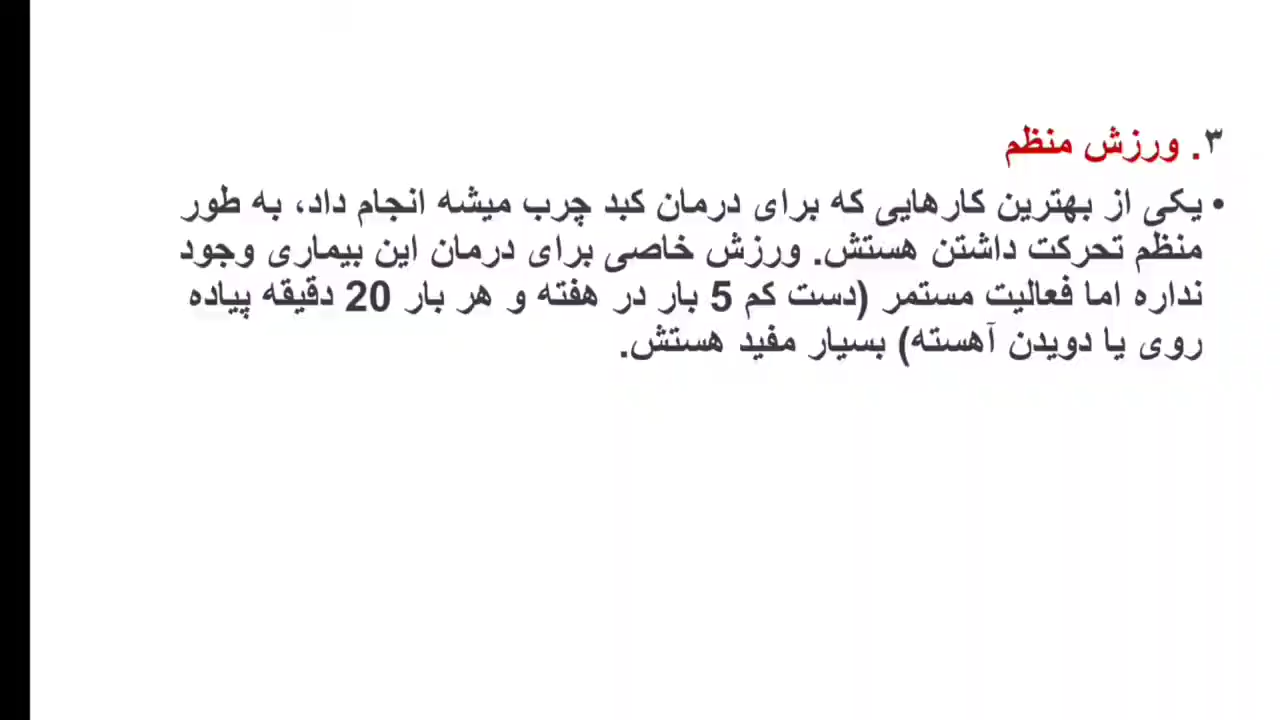 ۳. ورزش منظم
• یکی از بهترین کارهایی که برای درمان کبد چرب میشه انجام داد، به طور
منظم تحرکت داشتن هستش. ورزش خاصی برای درمان این بیماری وجود
نداره اما فعالیت مستمر (دست کم 5 بار در هفته و هر بار 20 دقیقه پیاده
روی یا دویدن آهسته) بسیار مفید هستش.